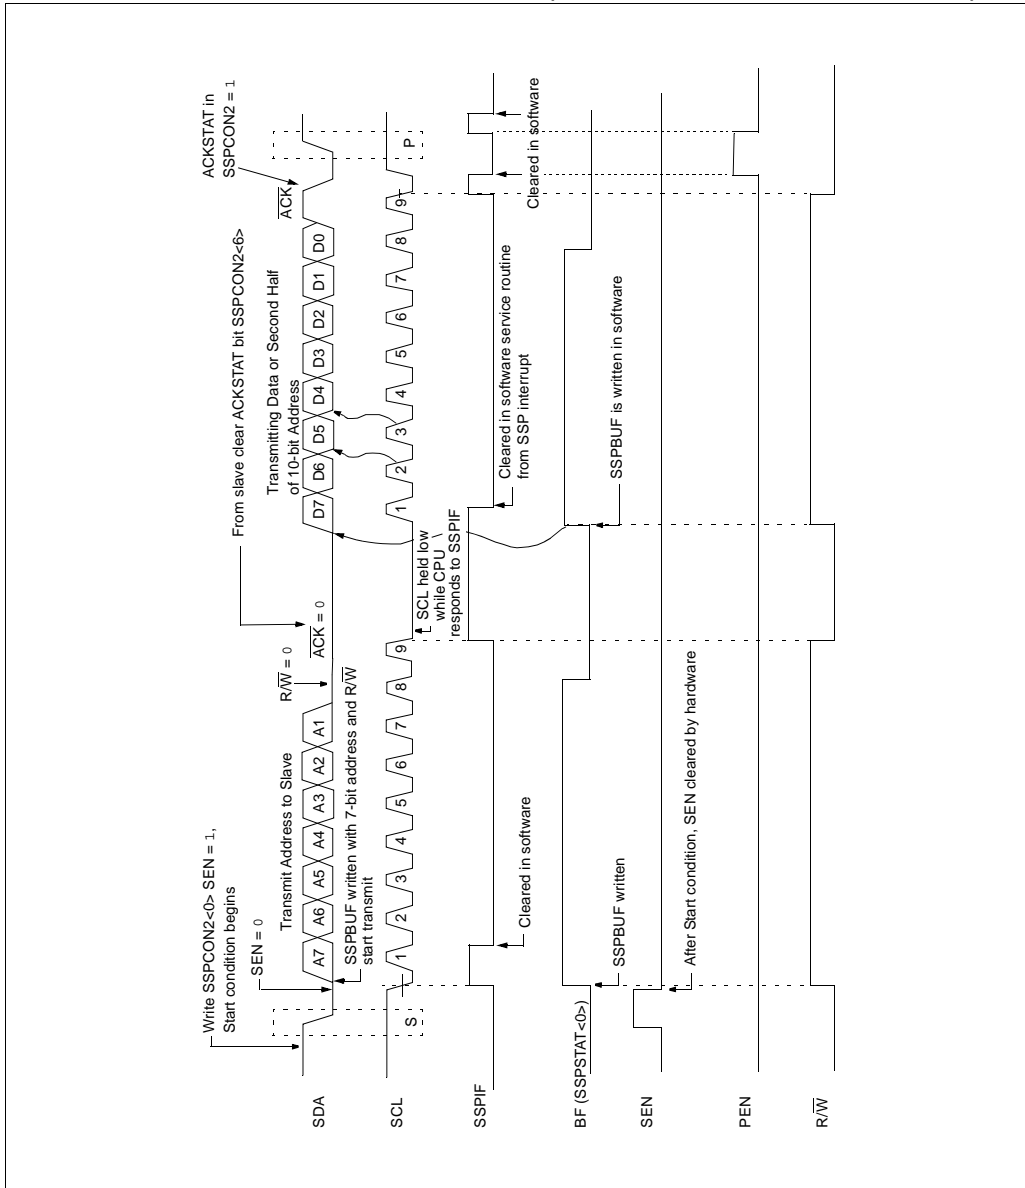 Write SSPCON2<0> SEN = 1,
Start condition begins
SEN = 0
Transmit Address to Slave
R/W = 0
ACK = 0
From slave clear ACKSTAT bit SSPCON2<6>
Transmitting Data or Second Half
of 10-bit Address
ACK
ACKSTAT in
SSPCON2 = 1
SDA
A7 A6 A5 A4 A3 A2 A1
D7 D6 D5 D4 D3 D2 D1 D0
SSPBUF written with 7-bit address and R/W
start transmit
SCL
S
1 2 3 4 5 6 7 8 9
1 2 3 4 5 6 7 8 9
P
SCL held low
while CPU
responds to SSPIF
SSPIF
Cleared in software
Cleared in software service routine
from SSP interrupt
Cleared in software
BF (SSPSTAT<0>)
SSPBUF written
SSPBUF is written in software
SEN
After Start condition, SEN cleared by hardware
PEN
R/W